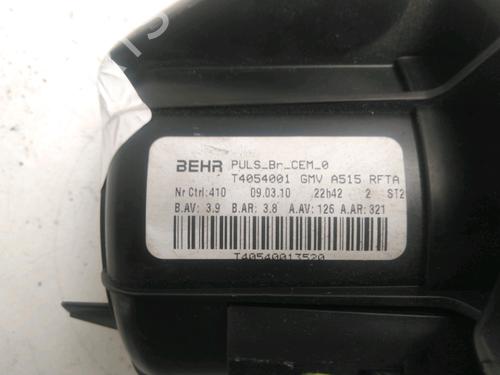 BEHR PULS_Br_CEM_0
T4054001 GMV A515 RFTA
Nr Ctrl:410 09.03.10 22h42 2 ST2
B.AV: 3.9 B.AR: 3.8 A.AV: 126 A.AR: 321
T40540013520